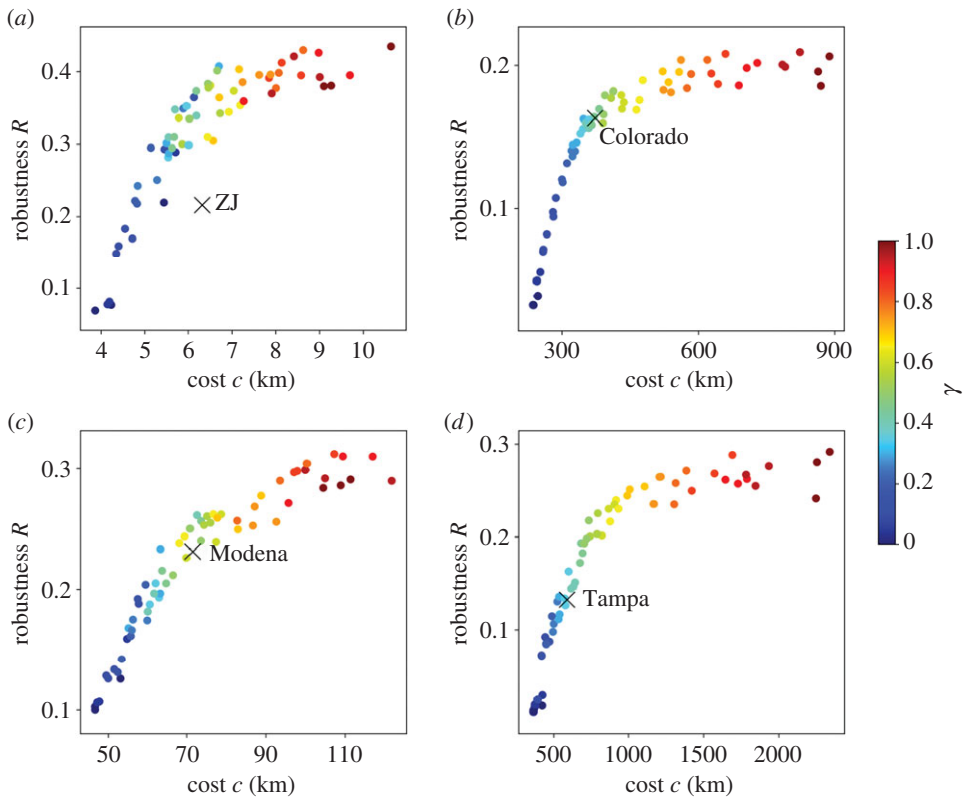 (a)
robustness R
0.4
0.3
0.2
0.1
ZJ
4 5 6 7 8 9 10
cost c (km)
(b)
robustness R
0.2
0.1
Colorado
300 600 900
cost c (km)
(c)
robustness R
0.3
0.2
0.1
Modena
50 70 90 110
cost c (km)
(d)
robustness R
0.3
0.2
0.1
Tampa
500 1000 1500 2000
cost c (km)
1.0
0.8
0.6
0.4
0.2
0
γ